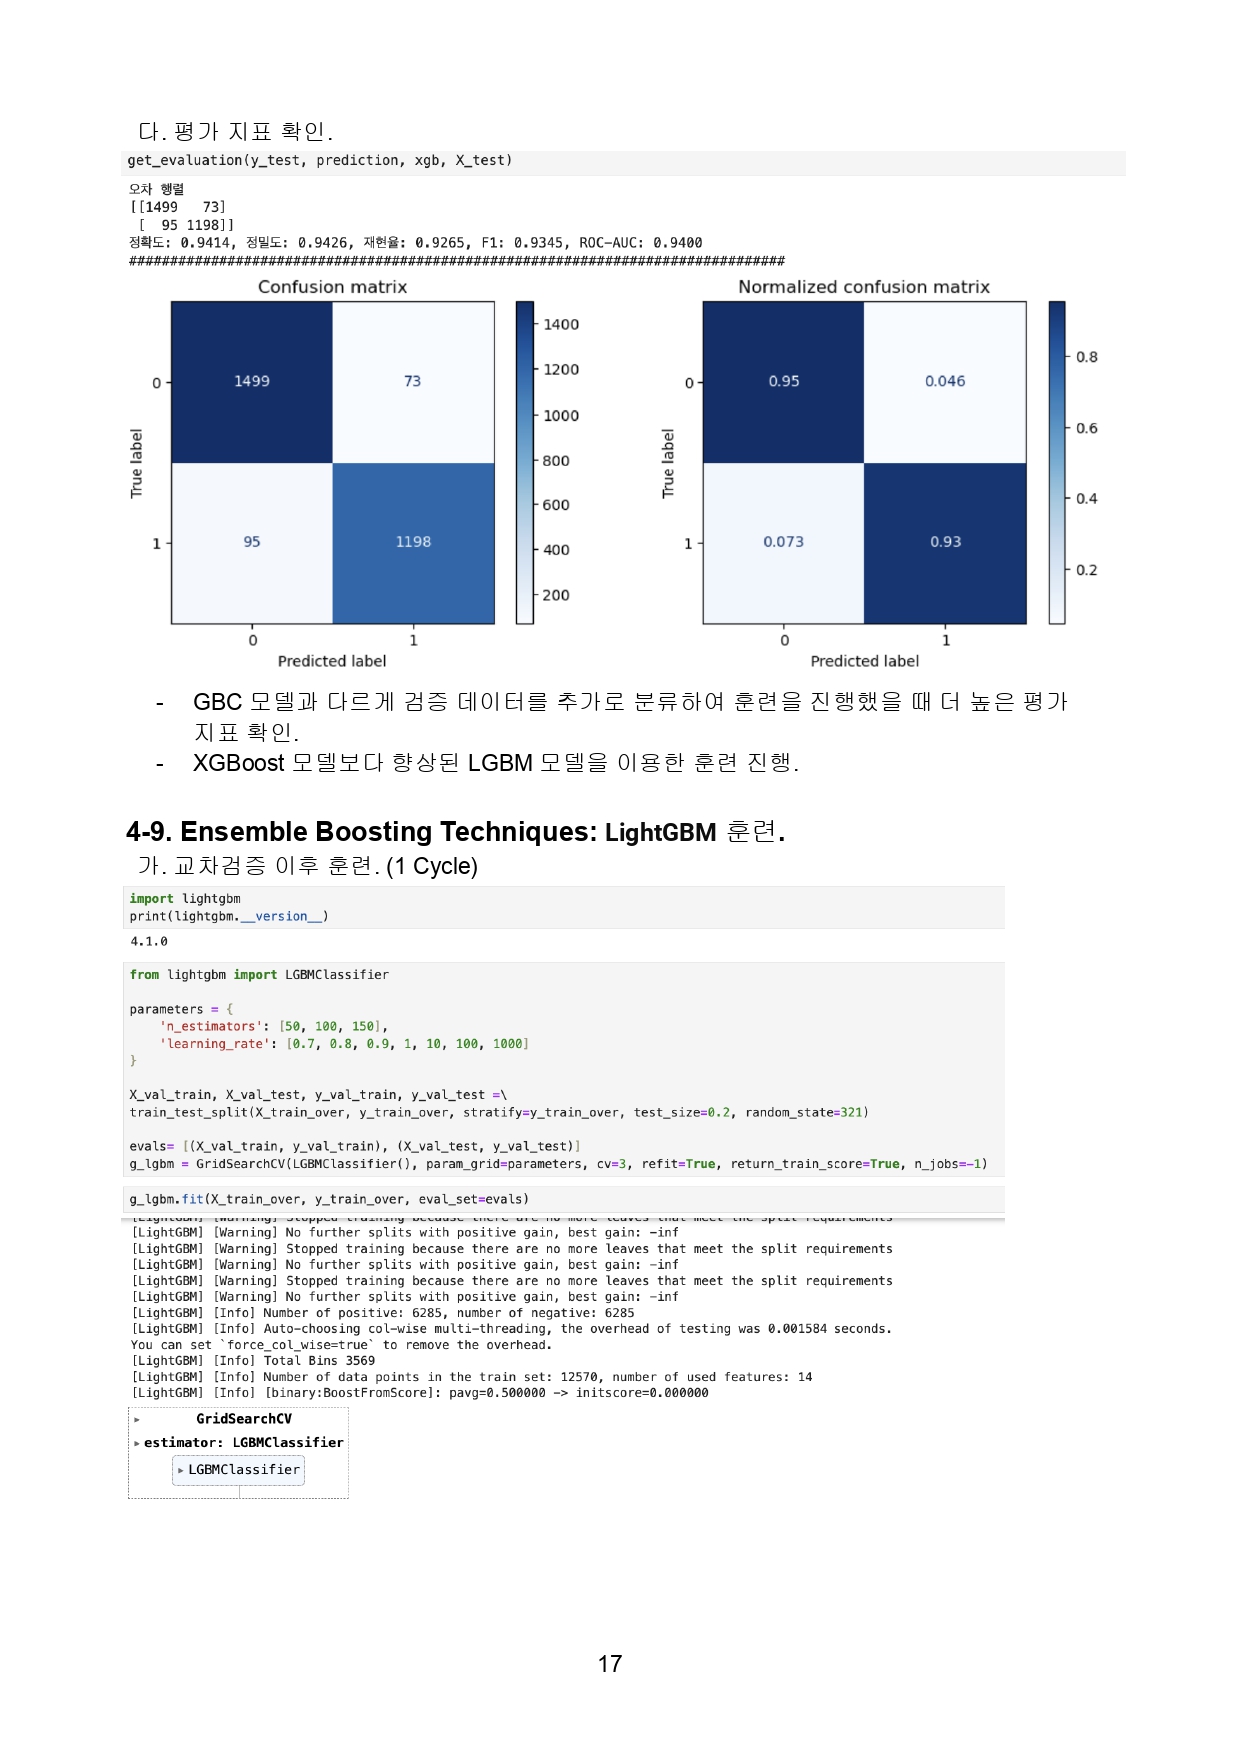 다. 평가 지표 확인.
get_evaluation(y_test, prediction, xgb, X_test)
오차 행렬
[[1499   73]
 [  95 1198]]
정확도: 0.9414, 정밀도: 0.9426, 재현율: 0.9265, F1: 0.9345, ROC-AUC: 0.9400
################################################################################
Confusion matrix
Normalized confusion matrix
1400
1200
1000
800
600
400
200
0.8
0.6
0.4
0.2
True label
0
1
1499
73
95
1198
0
1
Predicted label
True label
0
1
0.95
0.046
0.073
0.93
0
1
Predicted label
- GBC 모델과 다르게 검증 데이터를 추가로 분류하여 훈련을 진행했을 때 더 높은 평가
지표 확인.
- XGBoost 모델보다 향상된 LGBM 모델을 이용한 훈련 진행.
4-9. Ensemble Boosting Techniques: LightGBM 훈련.
가. 교차검증 이후 훈련. (1 Cycle)
import lightgbm
print(lightgbm.__version__)
4.1.0
from lightgbm import LGBMClassifier
parameters = {
    'n_estimators': [50, 100, 150],
    'learning_rate': [0.7, 0.8, 0.9, 1, 10, 100, 1000]
}
X_val_train, X_val_test, y_val_train, y_val_test =\
train_test_split(X_train_over, y_train_over, stratify=y_train_over, test_size=0.2, random_state=321)
evals= [(X_val_train, y_val_train), (X_val_test, y_val_test)]
g_lgbm = GridSearchCV(LGBMClassifier(), param_grid=parameters, cv=3, refit=True, return_train_score=True, n_jobs=-1)
g_lgbm.fit(X_train_over, y_train_over, eval_set=evals)
[LightGBM] [Warning] Stopped training because there are no more leaves that meet the split requirements
[LightGBM] [Warning] No further splits with positive gain, best gain: -inf
[LightGBM] [Warning] Stopped training because there are no more leaves that meet the split requirements
[LightGBM] [Warning] No further splits with positive gain, best gain: -inf
[LightGBM] [Warning] Stopped training because there are no more leaves that meet the split requirements
[LightGBM] [Warning] No further splits with positive gain, best gain: -inf
[LightGBM] [Info] Number of positive: 6285, number of negative: 6285
[LightGBM] [Info] Auto-choosing col-wise multi-threading, the overhead of testing was 0.001584 seconds.
You can set `force_col_wise=true` to remove the overhead.
[LightGBM] [Info] Total Bins 3569
[LightGBM] [Info] Number of data points in the train set: 12570, number of used features: 14
[LightGBM] [Info] [binary:BoostFromScore]: pavg=0.500000 -> initscore=0.000000
GridSearchCV
estimator: LGBMClassifier
LGBMClassifier
17